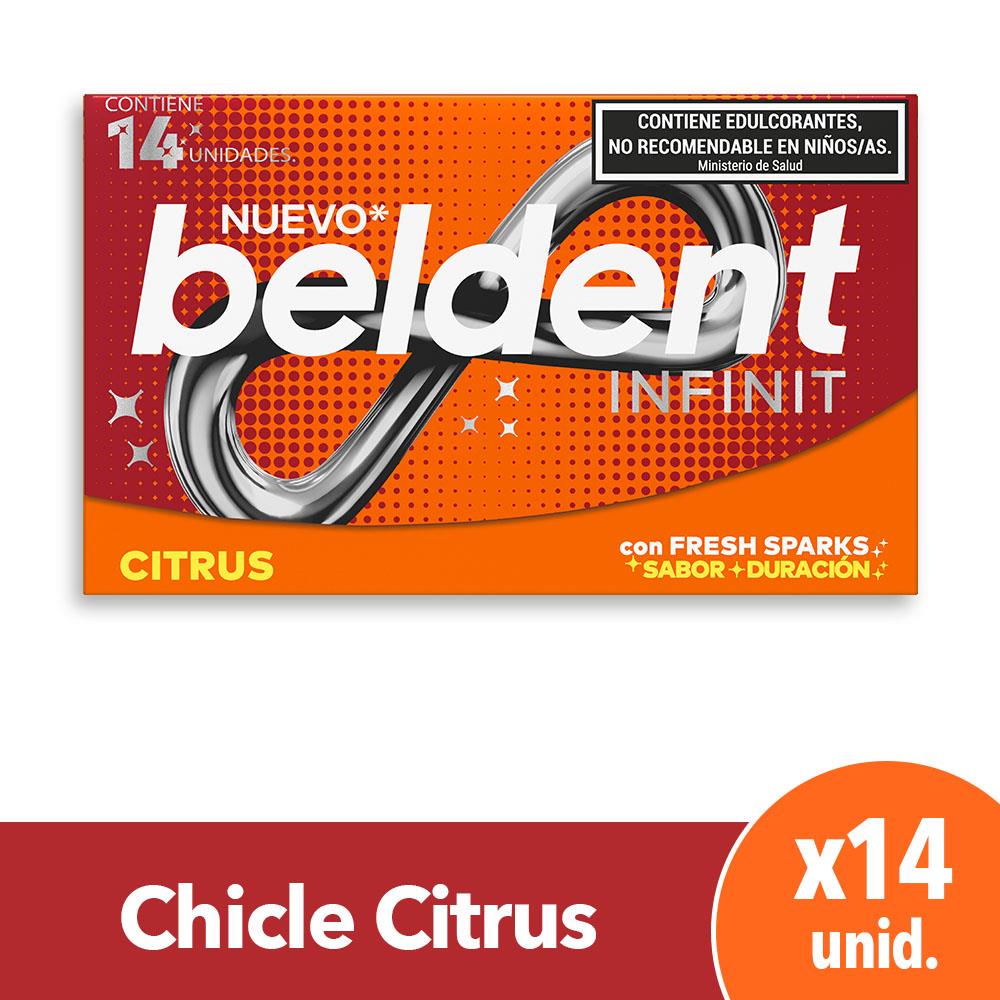 CONTIENE
14
UNIDADES.
CONTIENE EDULCORANTES,
NO RECOMENDABLE EN NIÑOS/AS.
Ministerio de Salud
NUEVO*
beldent
INFINIT
CITRUS
con FRESH SPARKS
SABOR DURACIÓN
Chicle Citrus
x14
unid.